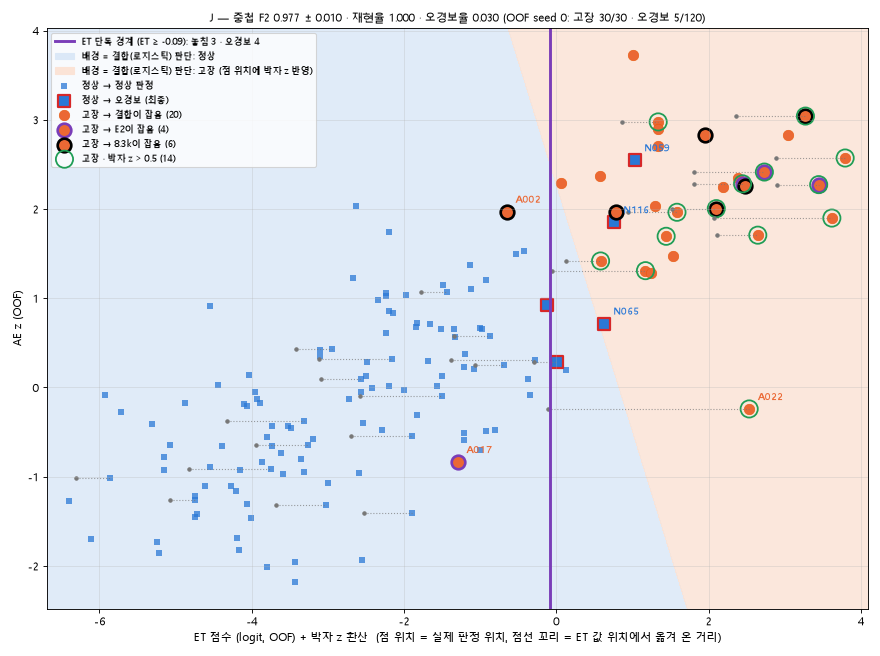 J — 중첩 F2 0.977 ± 0.010 · 재현율 1.000 · 오경보율 0.030 (OOF seed 0: 고장 30/30 · 오경보 5/120)
ET 단독 경계 (ET ≥ -0.09): 놓침 3 · 오경보 4
배경 = 결합(로지스틱) 판단: 정상
배경 = 결합(로지스틱) 판단: 고장 (점 위치에 박자 z 반영)
정상 → 정상 판정
정상 → 오경보 (최종)
고장 → 결합이 잡음 (20)
고장 → E2이 잡음 (4)
고장 → 8.3k이 잡음 (6)
고장 · 박자 z > 0.5 (14)
N089
A002
N116
N065
A022
A017
AE z (OOF)
4
3
2
1
0
-1
-2
-6 -4 -2 0 2 4
ET 점수 (logit, OOF) + 박자 z 환산 (점 위치 = 실제 판정 위치, 점선 꼬리 = ET 값 위치에서 옮겨 온 거리)